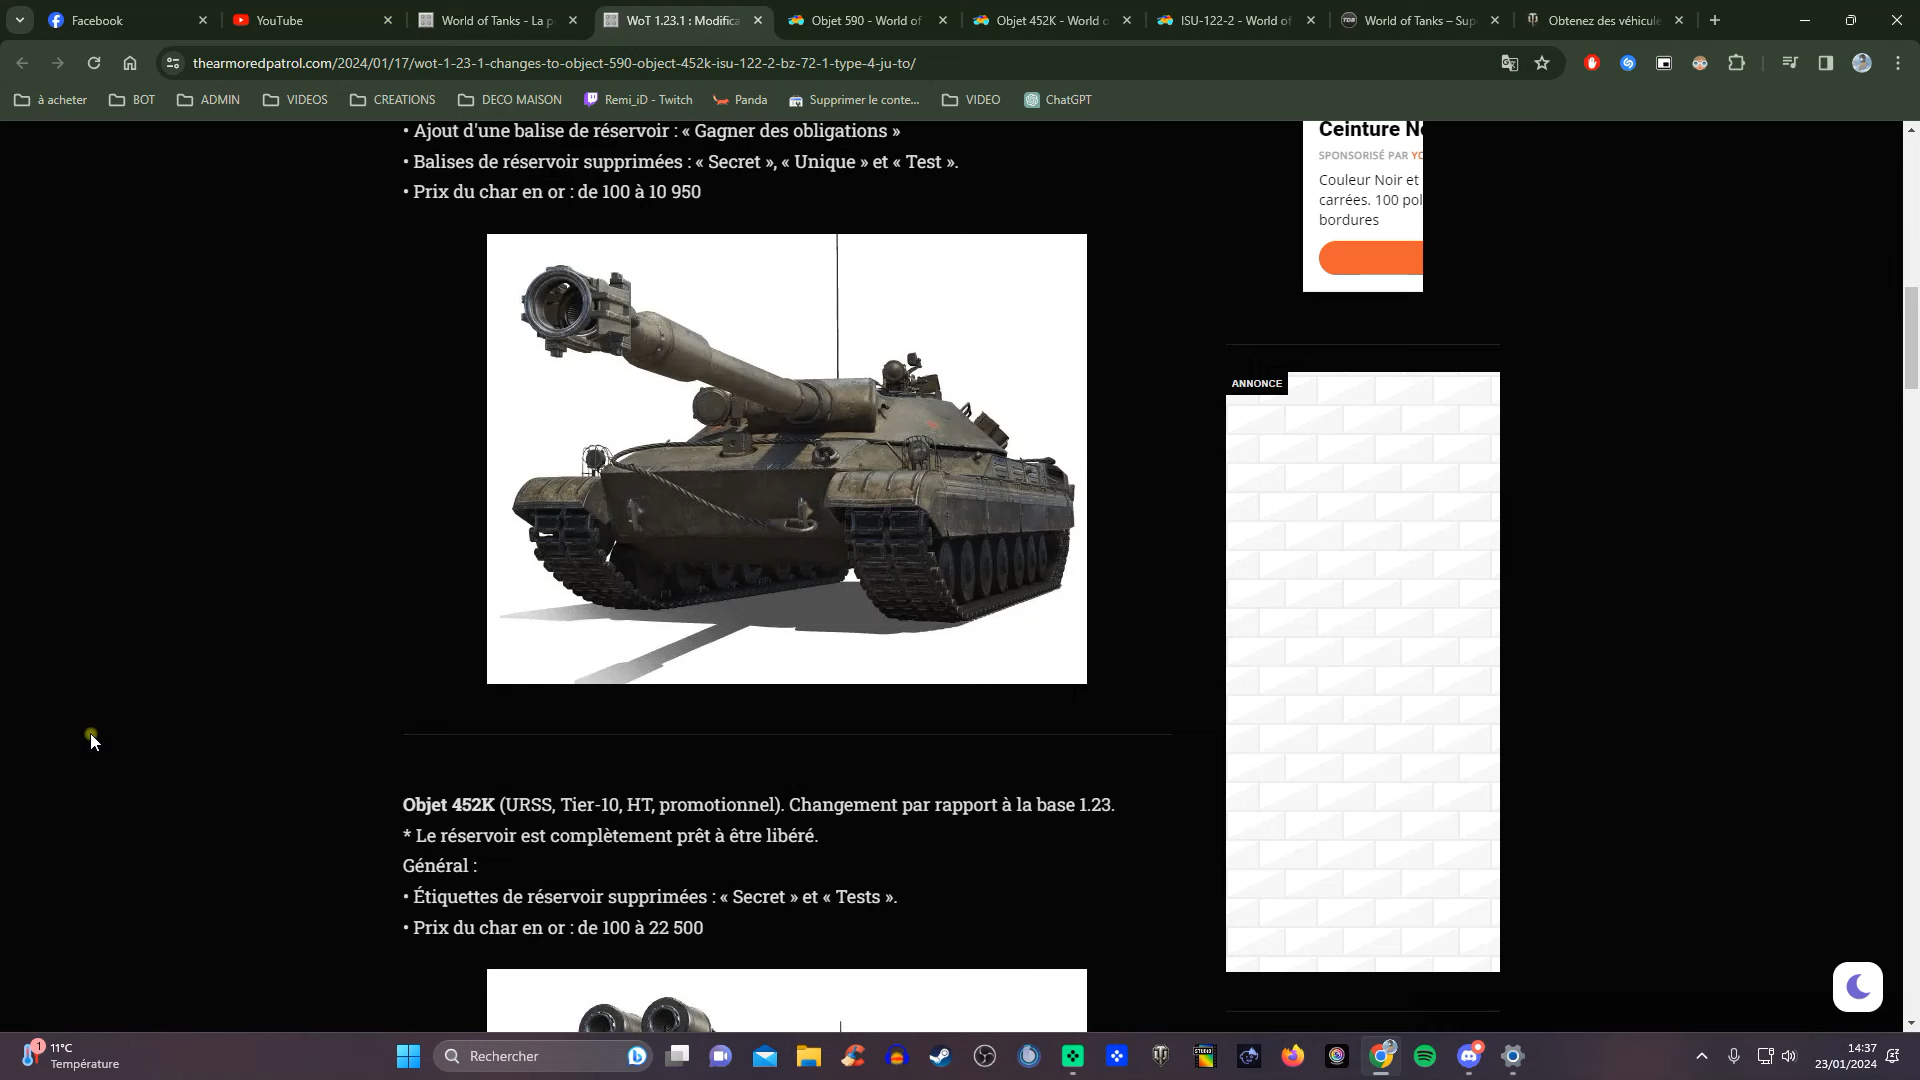 Facebook
YouTube
World of Tanks - La p
WoT 1.23.1 : Modifica
Objet 590 - World of
Objet 452K - World o
ISU-122-2 - World of
World of Tanks – Sup
Obtenez des véhicule
thearmoredpatrol.com/2024/01/17/wot-1-23-1-changes-to-object-590-object-452k-isu-122-2-bz-72-1-type-4-ju-to/
à acheter
BOT
ADMIN
VIDEOS
CREATIONS
DECO MAISON
Remi_iD - Twitch
Panda
Supprimer le conte...
VIDEO
ChatGPT
• Ajout d'une balise de réservoir : « Gagner des obligations »
• Balises de réservoir supprimées : « Secret », « Unique » et « Test ».
• Prix du char en or : de 100 à 10 950
Ceinture No
SPONSORISÉ PAR YO
Couleur Noir et
carrées. 100 pol
bordures
ANNONCE
Objet 452K (URSS, Tier-10, HT, promotionnel). Changement par rapport à la base 1.23.
* Le réservoir est complètement prêt à être libéré.
Général :
• Étiquettes de réservoir supprimées : « Secret » et « Tests ».
• Prix du char en or : de 100 à 22 500
1
11°C
Température
Rechercher
STUDIO
14:37
23/01/2024